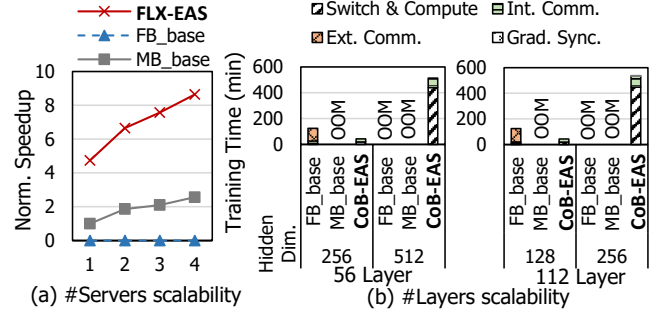 FLX-EAS
FB_base
MB_base
Norm. Speedup
10
8
6
4
2
0
1 2 3 4
(a) #Servers scalability
Switch & Compute
Int. Comm.
Ext. Comm.
Grad. Sync.
Training Time (min)
600
400
200
0
OOM
OOM
OOM
Hidden Dim.
FB_base
MB_base
CoB-EAS
FB_base
MB_base
CoB-EAS
256 512
56 Layer
600
400
200
0
OOM
OOM
OOM
FB_base
MB_base
CoB-EAS
FB_base
MB_base
CoB-EAS
128 256
112 Layer
(b) #Layers scalability